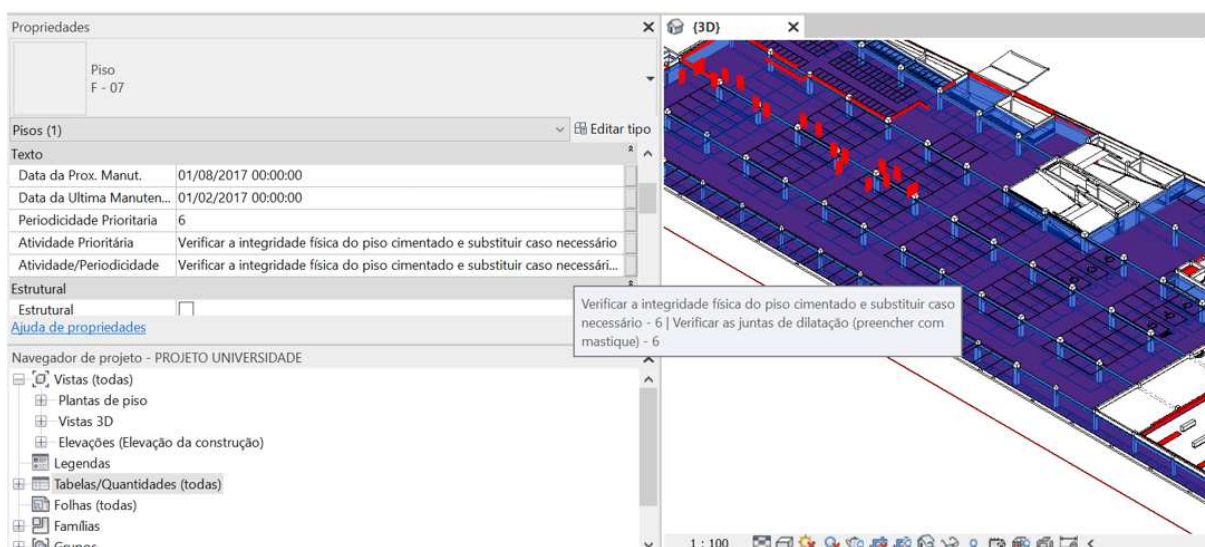 Propriedades
{3D}
Piso
F - 07
Pisos (1)
Editar tipo
Texto
Data da Prox. Manut. 01/08/2017 00:00:00
Data da Ultima Manuten... 01/02/2017 00:00:00
Periodicidade Prioritaria 6
Atividade Prioritária Verificar a integridade física do piso cimentado e substituir caso necessário
Atividade/Periodicidade Verificar a integridade física do piso cimentado e substituir caso necessári...
Estrutural
Estrutural
Ajuda de propriedades
Verificar a integridade física do piso cimentado e substituir caso
necessário - 6 | Verificar as juntas de dilatação (preencher com
mastique) - 6
Navegador de projeto - PROJETO UNIVERSIDADE
Vistas (todas)
Plantas de piso
Vistas 3D
Elevações (Elevação da construção)
Legendas
Tabelas/Quantidades (todas)
Folhas (todas)
Famílias
Grupos
1 : 100